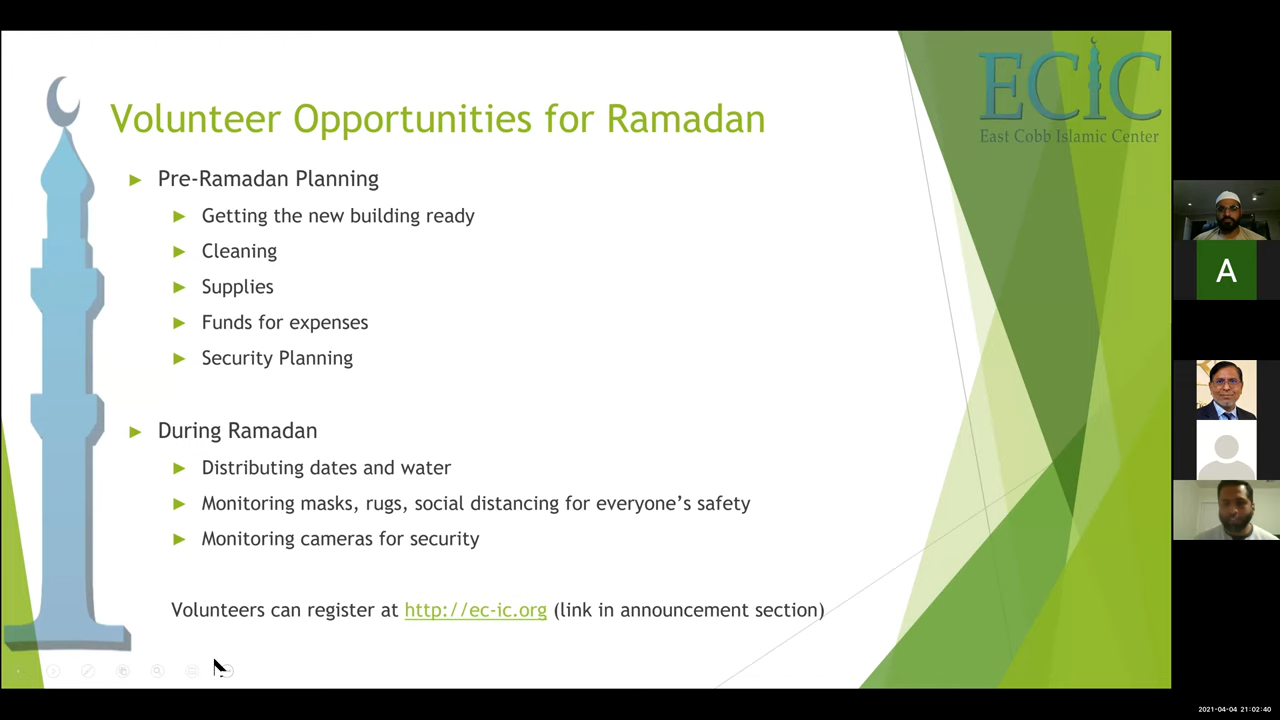 ECIC
East Cobb Islamic Center
Volunteer Opportunities for Ramadan
Pre-Ramadan Planning
Getting the new building ready
Cleaning
Supplies
Funds for expenses
Security Planning
During Ramadan
Distributing dates and water
Monitoring masks, rugs, social distancing for everyone’s safety
Monitoring cameras for security
Volunteers can register at http://ec-ic.org (link in announcement section)
A
2021-04-04 21:02:40